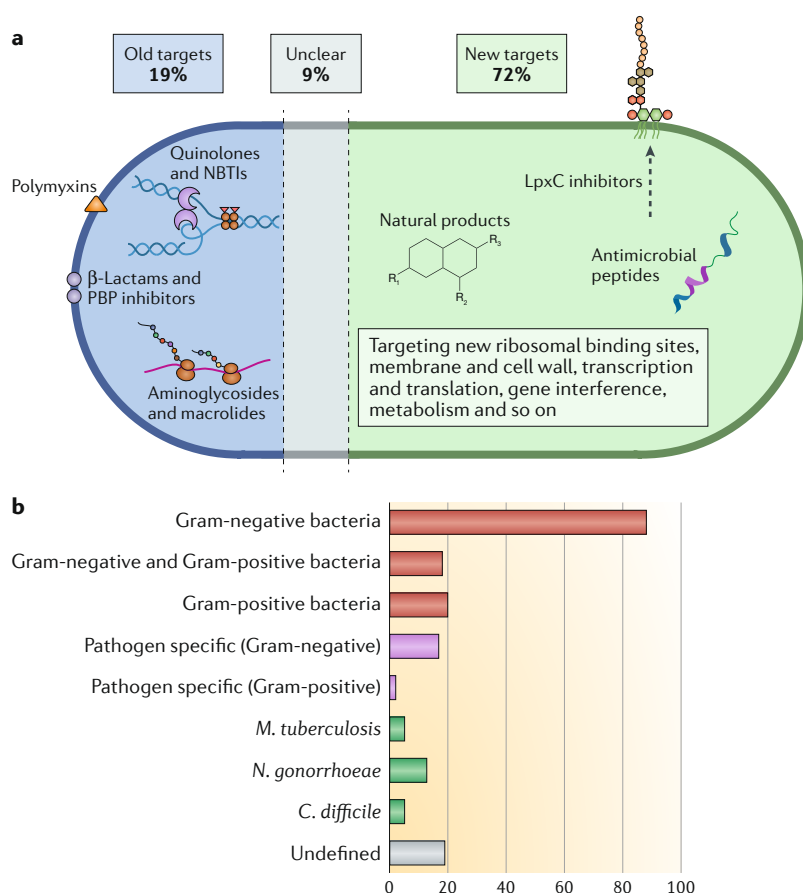 a
Old targets
19%
Unclear
9%
New targets
72%
Quinolones
and NBTIs
Polymyxins
LpxC inhibitors
Natural products
R₃
R₁
R₂
Antimicrobial
peptides
β-Lactams and
PBP inhibitors
Targeting new ribosomal binding sites,
membrane and cell wall, transcription
and translation, gene interference,
metabolism and so on
Aminoglycosides
and macrolides
b
Gram-negative bacteria
Gram-negative and Gram-positive bacteria
Gram-positive bacteria
Pathogen specific (Gram-negative)
Pathogen specific (Gram-positive)
M. tuberculosis
N. gonorrhoeae
C. difficile
Undefined
0 20 40 60 80 100